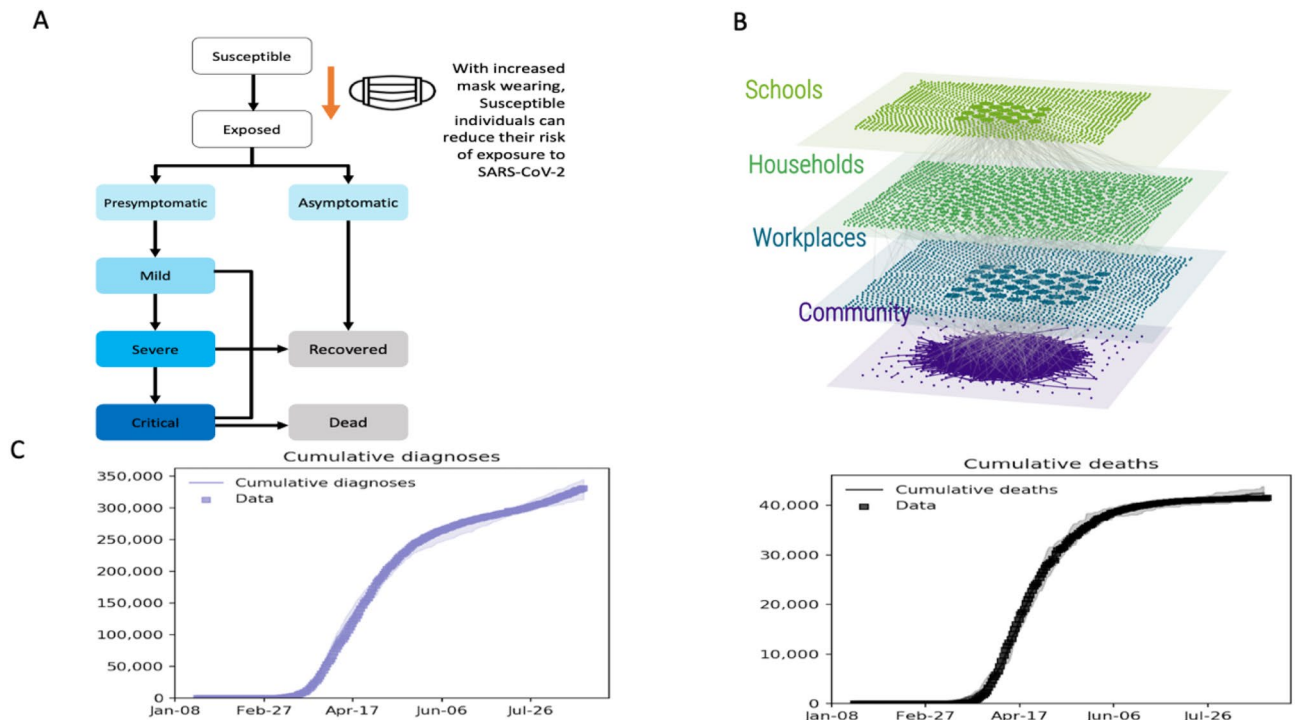 A
Susceptible
Exposed
With increased
mask wearing,
Susceptible
individuals can
reduce their risk
of exposure to
SARS-CoV-2
Presymptomatic
Asymptomatic
Mild
Severe
Recovered
Critical
Dead
B
Schools
Households
Workplaces
Community
C
Cumulative diagnoses
Cumulative diagnoses
Data
350,000
300,000
250,000
200,000
150,000
100,000
50,000
0
Jan-08 Feb-27 Apr-17 Jun-06 Jul-26
Cumulative deaths
Cumulative deaths
Data
40,000
30,000
20,000
10,000
0
Jan-08 Feb-27 Apr-17 Jun-06 Jul-26